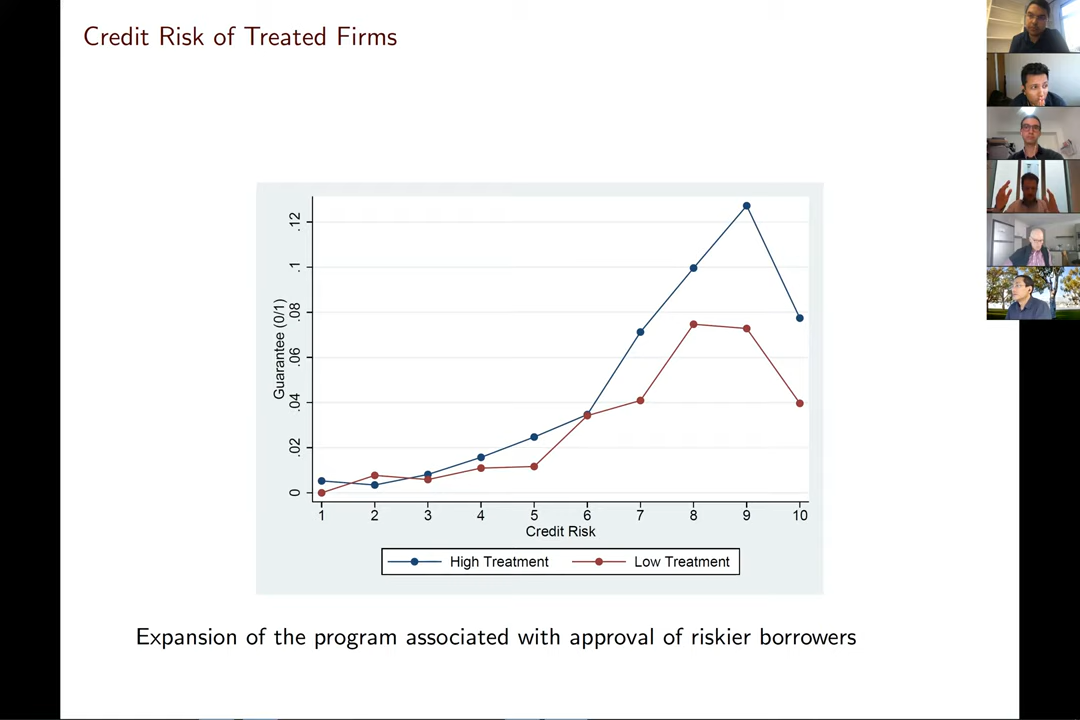 Credit Risk of Treated Firms
Guarantee (0/1)
.12
.1
.08
.06
.04
.02
0
1 2 3 4 5 6 7 8 9 10
Credit Risk
High Treatment Low Treatment
Expansion of the program associated with approval of riskier borrowers